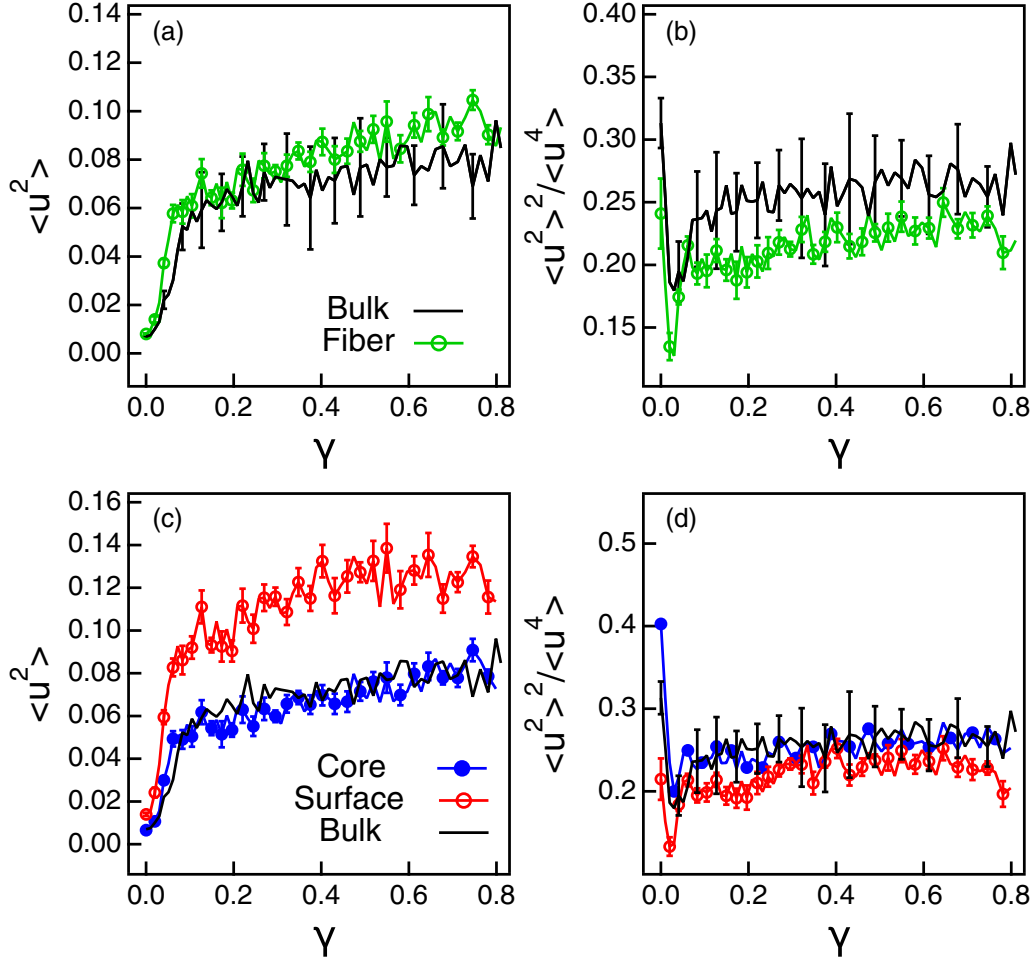 (a)
<u²>
0.14
0.12
0.10
0.08
0.06
0.04
0.02
0.00
Bulk
Fiber
0.0 0.2 0.4 0.6 0.8
γ
(b)
<u²>²/<u⁴>
0.40
0.35
0.30
0.25
0.20
0.15
0.0 0.2 0.4 0.6 0.8
γ
(c)
<u²>
0.16
0.14
0.12
0.10
0.08
0.06
0.04
0.02
0.00
Core
Surface
Bulk
0.0 0.2 0.4 0.6 0.8
γ
(d)
<u²>²/<u⁴
0.5
0.4
0.3
0.2
0.0 0.2 0.4 0.6 0.8
γ